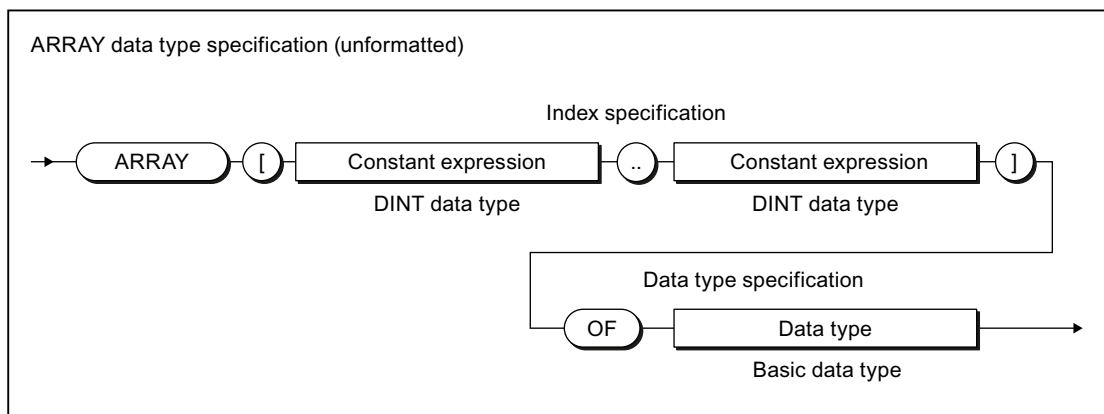 ARRAY data type specification (unformatted)
Index specification
ARRAY [ Constant expression .. Constant expression ]
DINT data type DINT data type
Data type specification
OF Data type
Basic data type